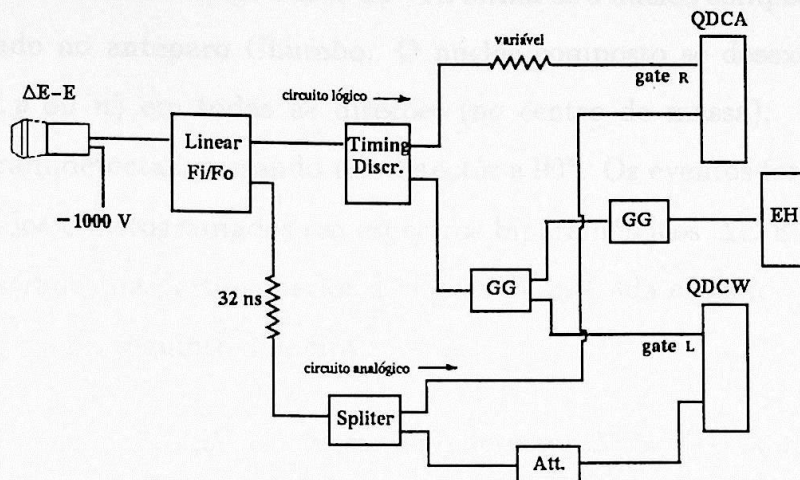 QDCA
variável
gate R
ΔE-E
circuito lógico
Linear
Fi/Fo
Timing
Discr.
-1000 V
GG
EH
GG
QDCW
32 ns
gate L
circuito analógico
Spliter
Att.